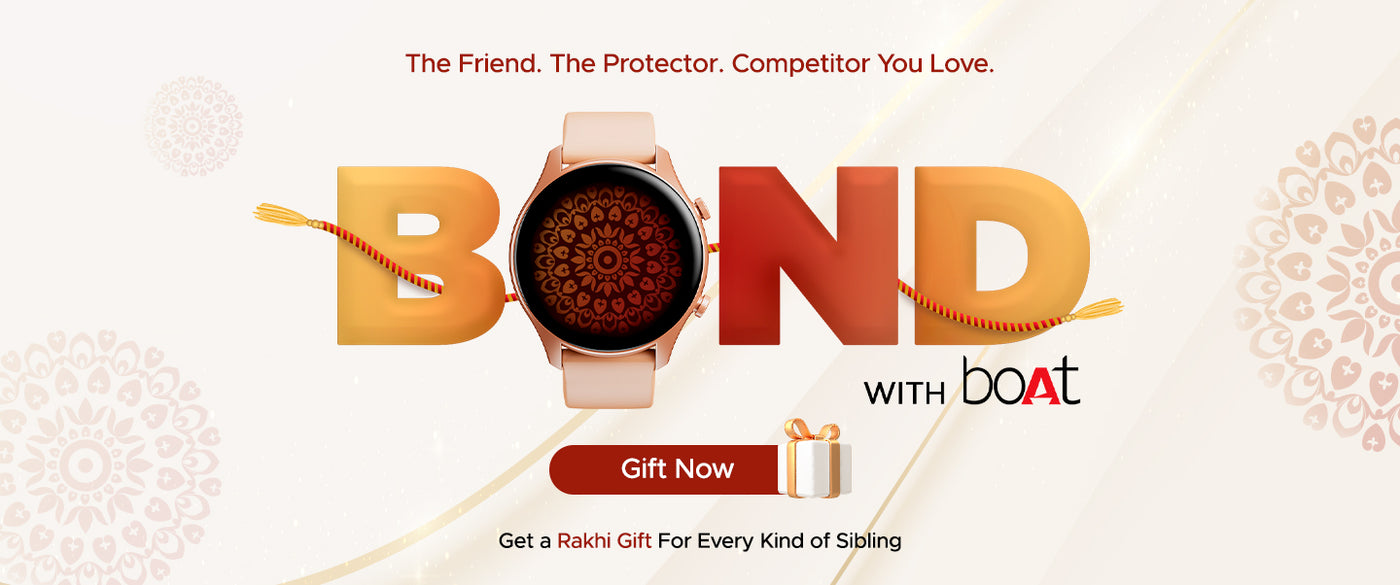 The Friend. The Protector. Competitor You Love.
B ND
WITH boAt
Gift Now
Get a Rakhi Gift For Every Kind of Sibling